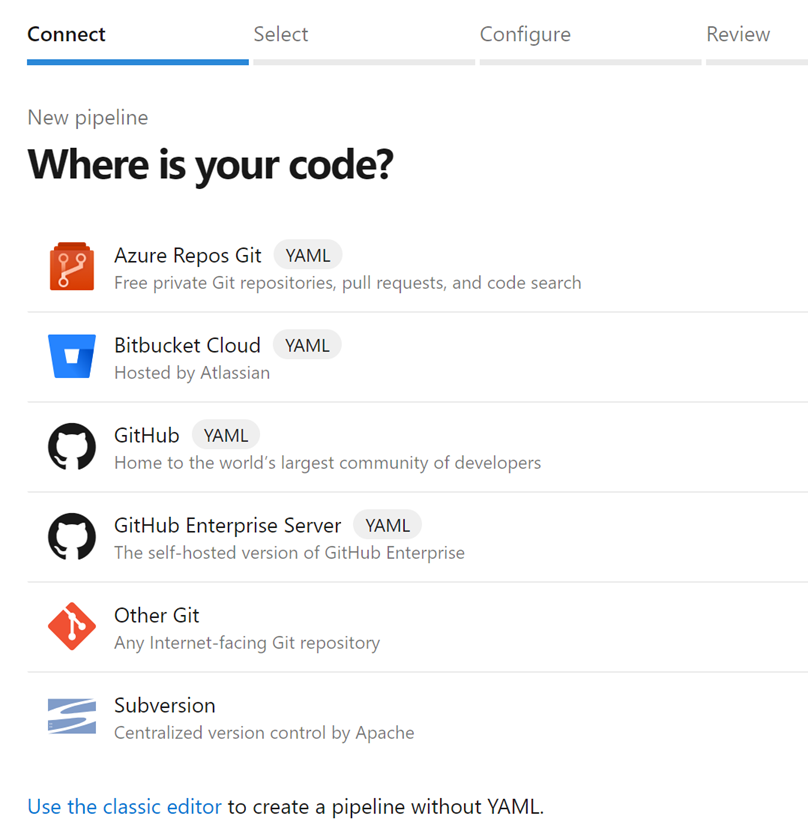 Connect Select Configure Review
New pipeline
Where is your code?
Azure Repos Git YAML
Free private Git repositories, pull requests, and code search
Bitbucket Cloud YAML
Hosted by Atlassian
GitHub YAML
Home to the world's largest community of developers
GitHub Enterprise Server YAML
The self-hosted version of GitHub Enterprise
Other Git
Any Internet-facing Git repository
Subversion
Centralized version control by Apache
Use the classic editor to create a pipeline without YAML.